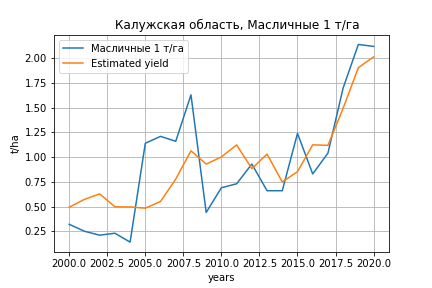 Калужская область, Масличные 1 т/га
Масличные 1 т/га
Estimated yield
t/ha
2.00
1.75
1.50
1.25
1.00
0.75
0.50
0.25
2000.0 2002.5 2005.0 2007.5 2010.0 2012.5 2015.0 2017.5 2020.0
years